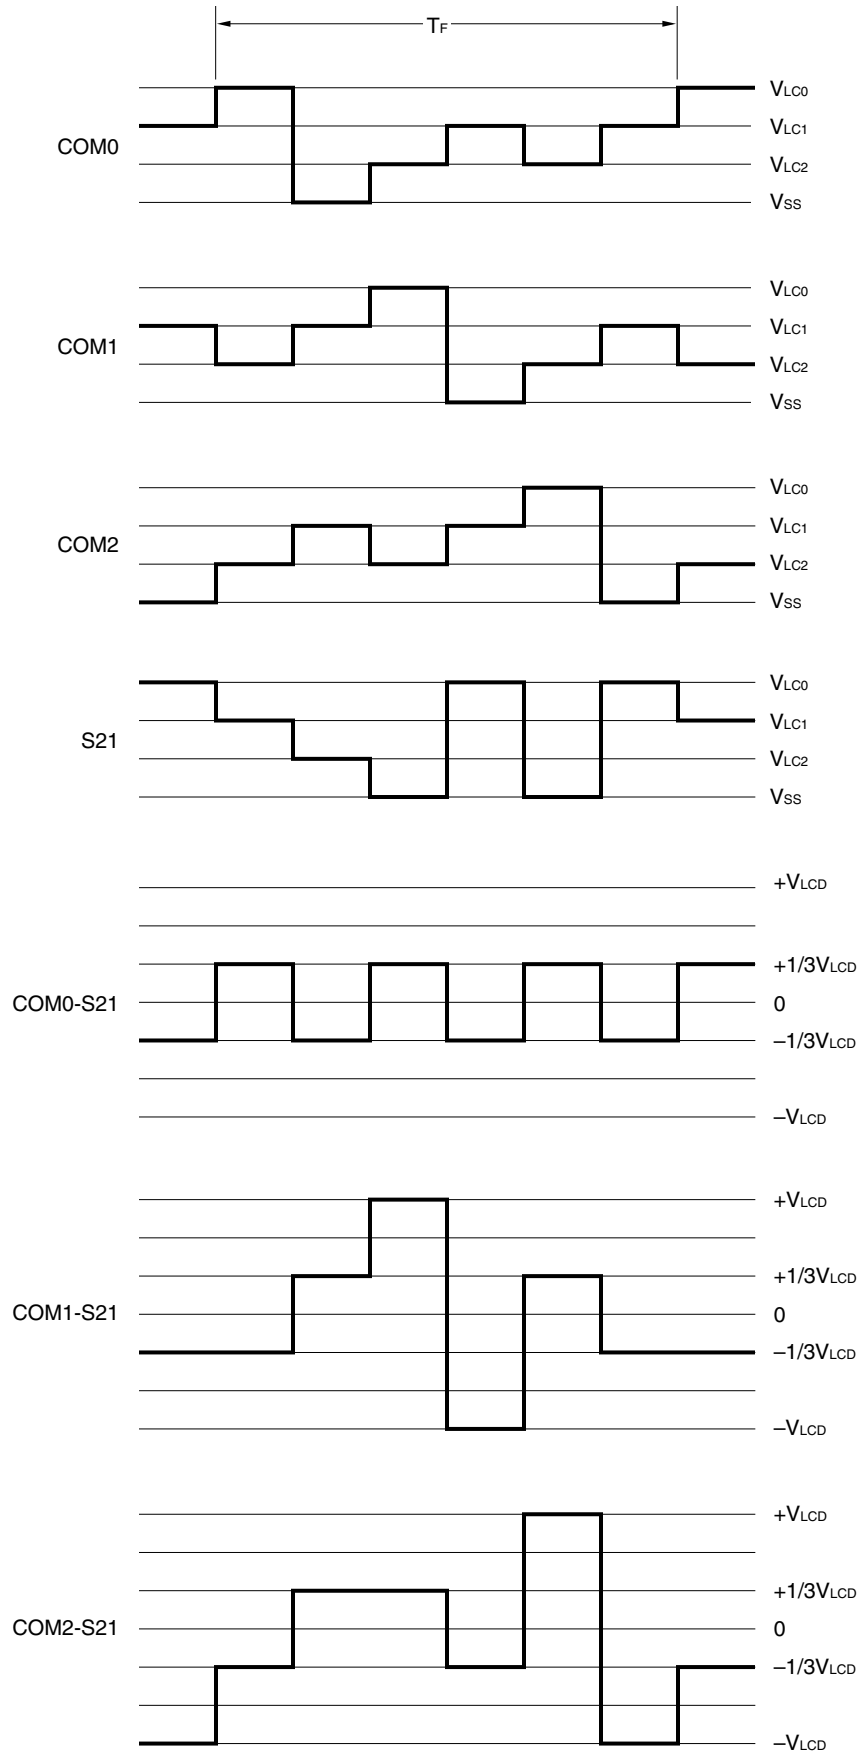 TF
COM0
VLC0
VLC1
VLC2
VSS
COM1
VLC0
VLC1
VLC2
VSS
COM2
VLC0
VLC1
VLC2
VSS
S21
VLC0
VLC1
VLC2
VSS
COM0-S21
+VLCD
+1/3VLCD
0
–1/3VLCD
–VLCD
COM1-S21
+VLCD
+1/3VLCD
0
–1/3VLCD
–VLCD
COM2-S21
+VLCD
+1/3VLCD
0
–1/3VLCD
–VLCD